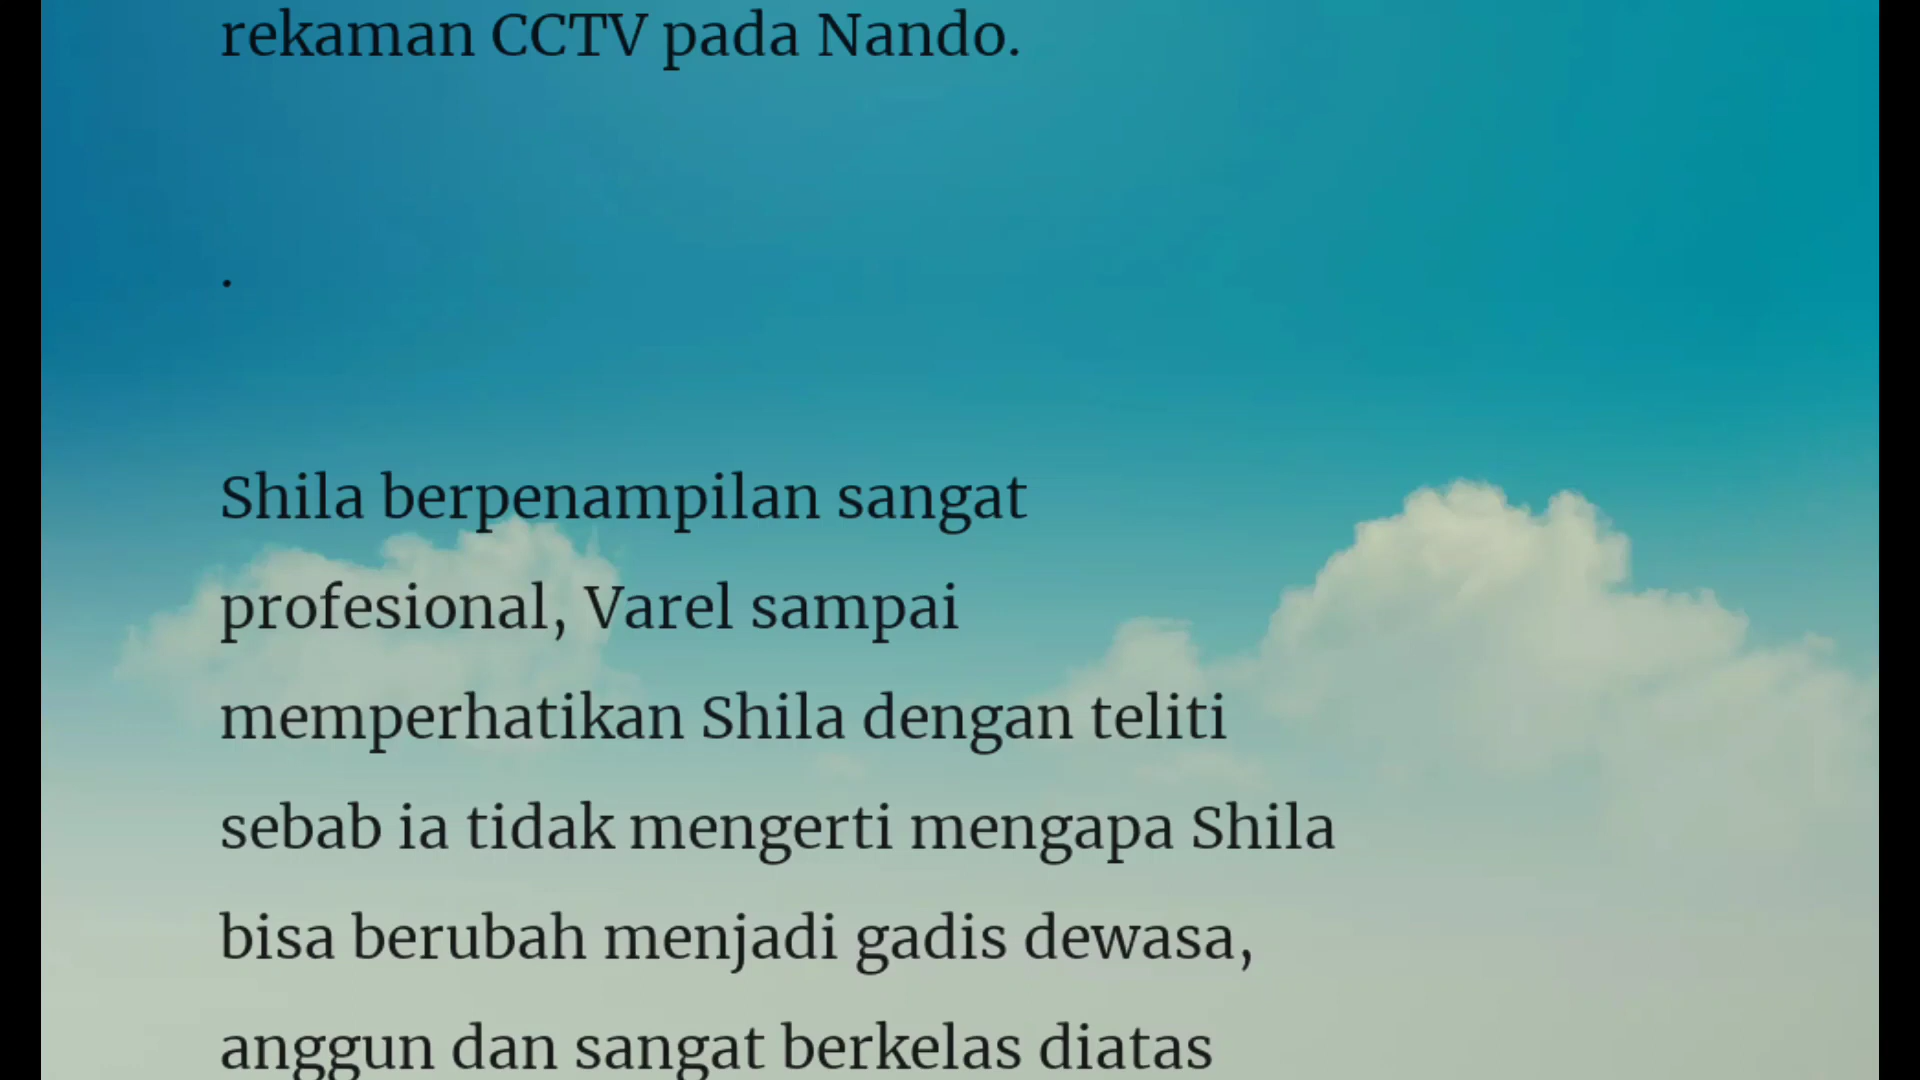 rekaman CCTV pada Nando.
.
Shila berpenampilan sangat
profesional, Varel sampai
memperhatikan Shila dengan teliti
sebab ia tidak mengerti mengapa Shila
bisa berubah menjadi gadis dewasa,
anggun dan sangat berkelas diatas